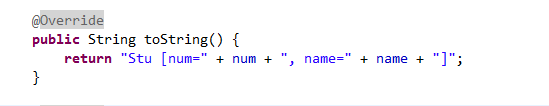 @Override
public String toString() {
    return "Stu [num=" + num + ", name=" + name + "]";
}